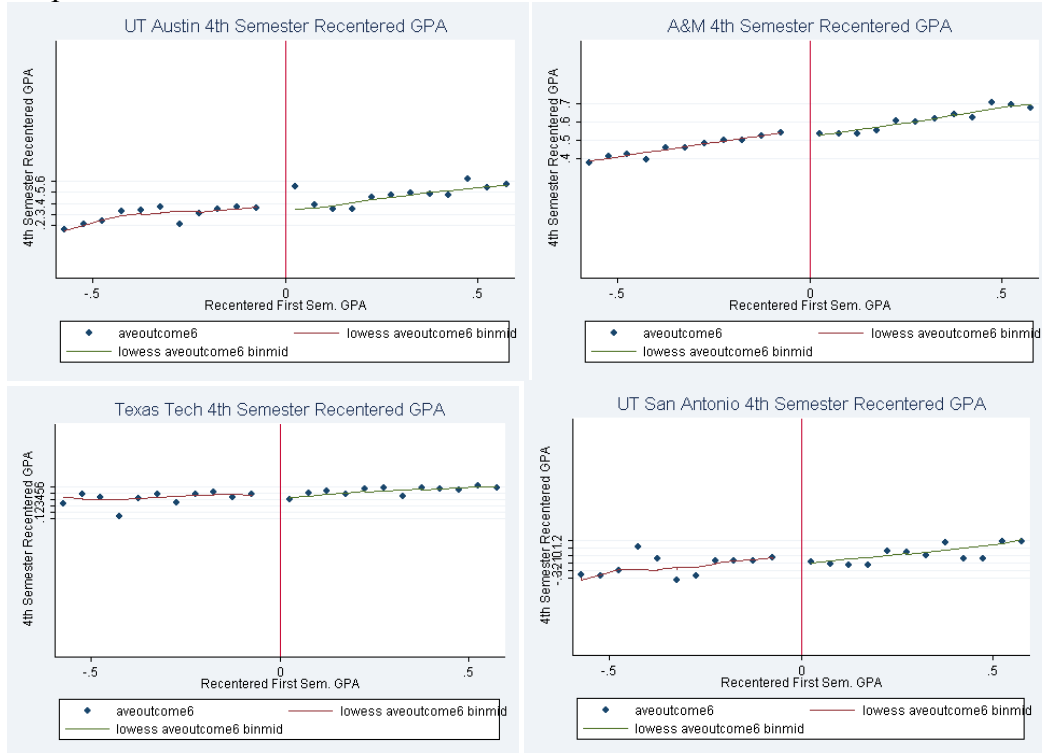 UT Austin 4th Semester Recentered GPA
4th Semester Recentered GPA
.2.3.4.5.6
-.5 0 .5
Recentered First Sem. GPA
aveoutcome6 lowess aveoutcome6 binmid
lowess aveoutcome6 binmid
A&M 4th Semester Recentered GPA
4th Semester Recentered GPA
.4 .5 .6 .7
-.5 0 .5
Recentered First Sem. GPA
aveoutcome6 lowess aveoutcome6 binmid
lowess aveoutcome6 binmid
Texas Tech 4th Semester Recentered GPA
4th Semester Recentered GPA
-.5 0 .5
Recentered First Sem. GPA
aveoutcome6 lowess aveoutcome6 binmid
lowess aveoutcome6 binmid
UT San Antonio 4th Semester Recentered GPA
4th Semester Recentered GPA
-.5 0 .5
Recentered First Sem. GPA
aveoutcome6 lowess aveoutcome6 binmid
lowess aveoutcome6 binmid